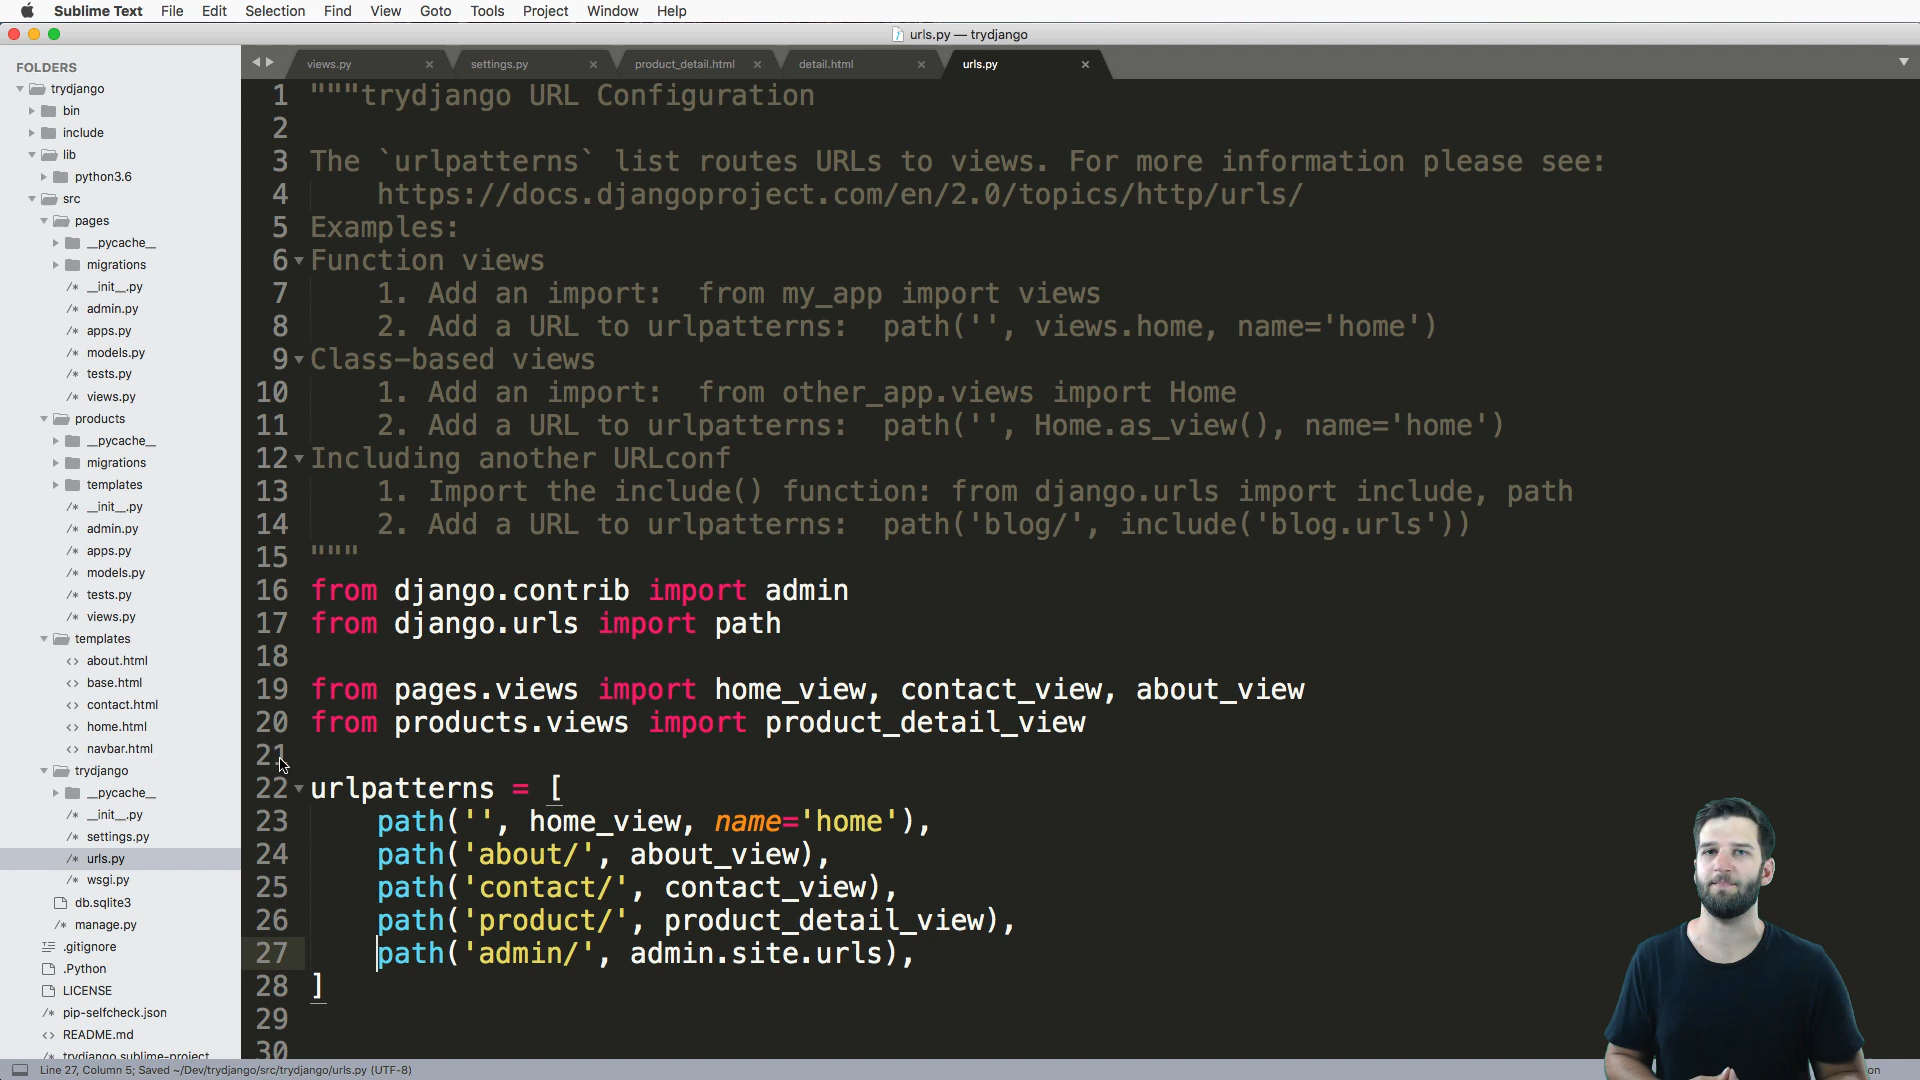 Sublime Text File Edit Selection Find View Goto Tools Project Window Help
urls.py — trydjango
FOLDERS
trydjango
bin
include
lib
python3.6
src
pages
__pycache__
migrations
__init__.py
admin.py
apps.py
models.py
tests.py
views.py
products
__pycache__
migrations
templates
__init__.py
admin.py
apps.py
models.py
tests.py
views.py
templates
about.html
base.html
contact.html
home.html
navbar.html
trydjango
__pycache__
__init__.py
settings.py
urls.py
wsgi.py
db.sqlite3
manage.py
.gitignore
.Python
LICENSE
pip-selfcheck.json
README.md
trydjango.sublime-project
views.py settings.py product_detail.html detail.html urls.py
1 """trydjango URL Configuration
2
3 The `urlpatterns` list routes URLs to views. For more information please see:
4 https://docs.djangoproject.com/en/2.0/topics/http/urls/
5 Examples:
6 Function views
7 1. Add an import:  from my_app import views
8 2. Add a URL to urlpatterns:  path('', views.home, name='home')
9 Class-based views
10 1. Add an import:  from other_app.views import Home
11 2. Add a URL to urlpatterns:  path('', Home.as_view(), name='home')
12 Including another URLconf
13 1. Import the include() function: from django.urls import include, path
14 2. Add a URL to urlpatterns:  path('blog/', include('blog.urls'))
15 """
16 from django.contrib import admin
17 from django.urls import path
18
19 from pages.views import home_view, contact_view, about_view
20 from products.views import product_detail_view
21
22 urlpatterns = [
23 path('', home_view, name='home'),
24 path('about/', about_view),
25 path('contact/', contact_view),
26 path('product/', product_detail_view),
27 path('admin/', admin.site.urls),
28 ]
29
30
Line 27, Column 5; Saved ~/Dev/trydjango/src/trydjango/urls.py (UTF-8)